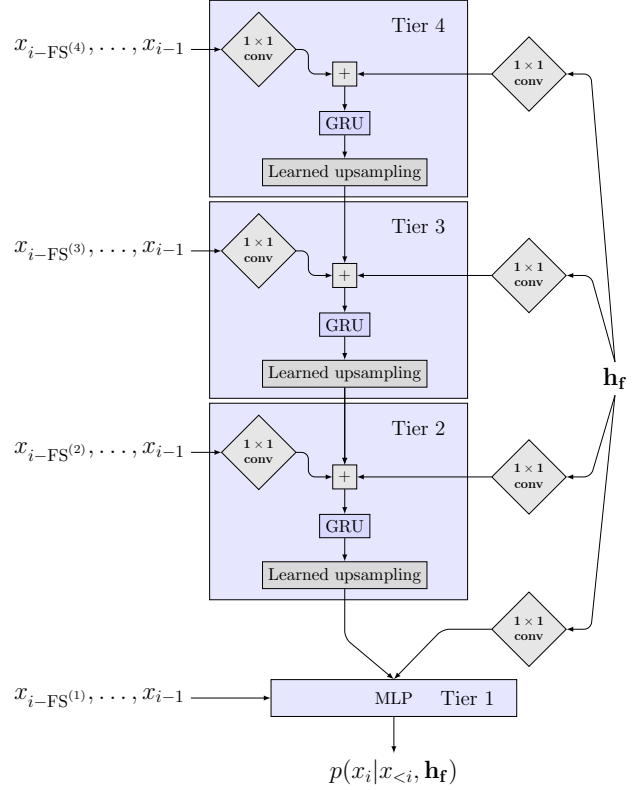 Tier 4
x_{i−FS^{(4)}}, . . . , x_{i−1}
1 × 1
conv
+
1 × 1
conv
GRU
Learned upsampling
Tier 3
x_{i−FS^{(3)}}, . . . , x_{i−1}
1 × 1
conv
+
1 × 1
conv
GRU
Learned upsampling
h_f
Tier 2
x_{i−FS^{(2)}}, . . . , x_{i−1}
1 × 1
conv
+
1 × 1
conv
GRU
Learned upsampling
1 × 1
conv
x_{i−FS^{(1)}}, . . . , x_{i−1}
MLP Tier 1
p(x_i|x_{<i}, h_f)